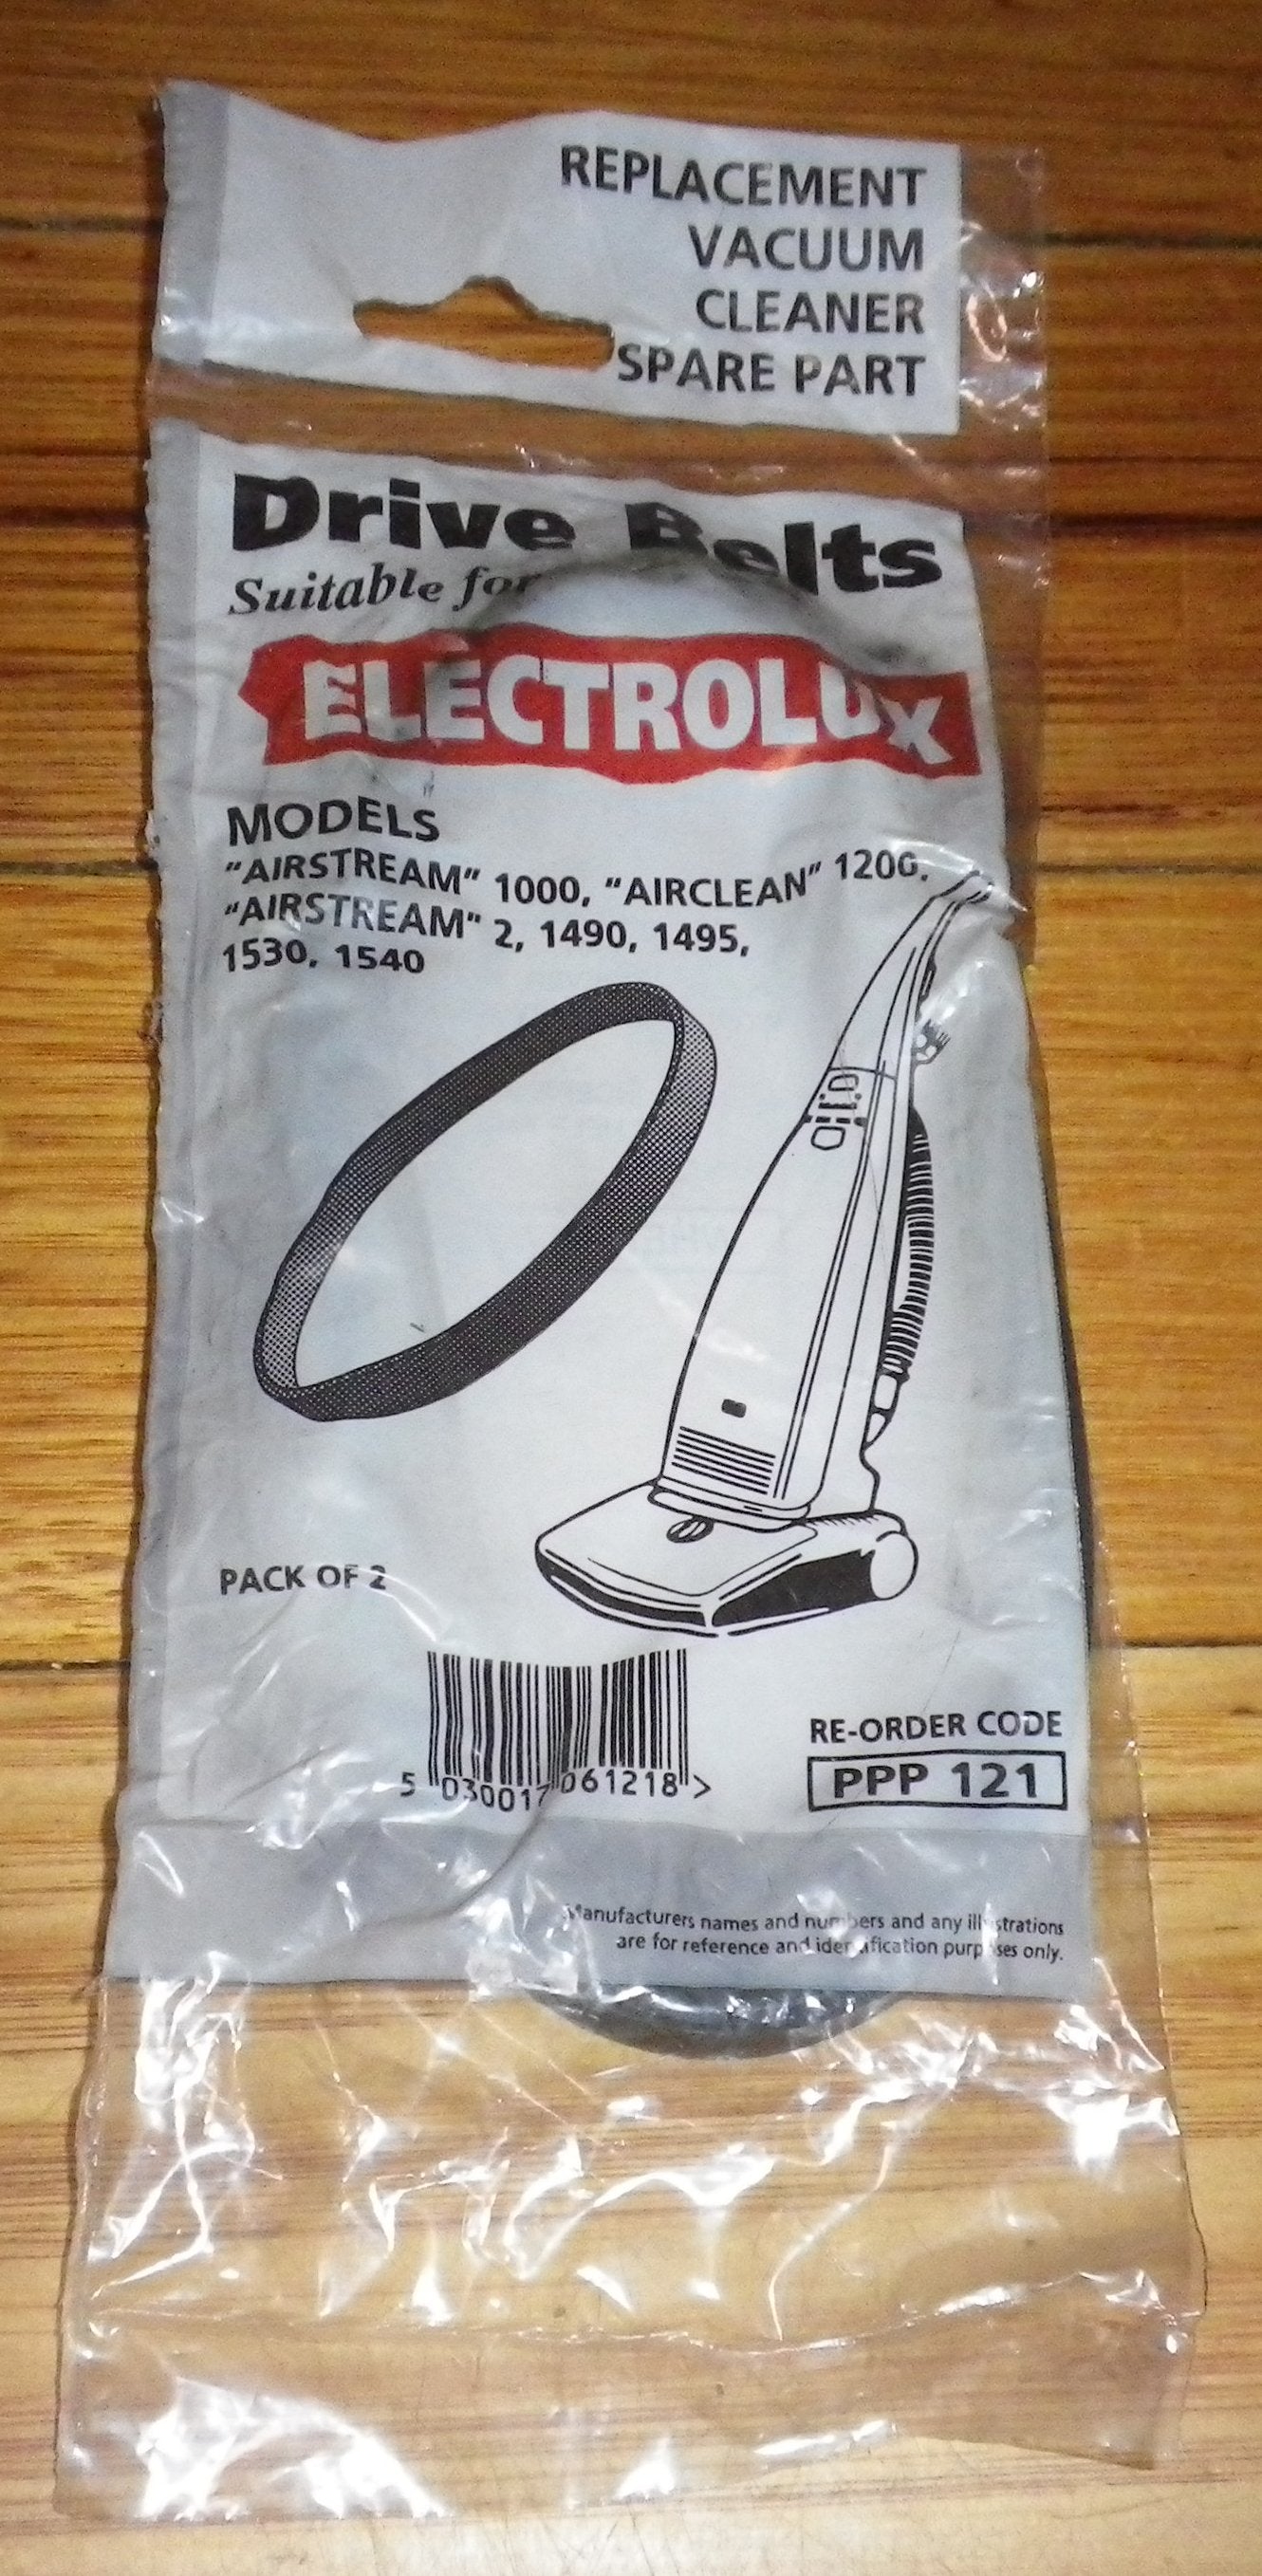 REPLACEMENT
VACUUM
CLEANER
SPARE PART
Drive Belts
Suitable for
ELECTROLUX
MODELS
"AIRSTREAM" 1000, "AIRCLEAN" 1200,
"AIRSTREAM" 2, 1490, 1495,
1530, 1540
PACK OF 2
5 030017 061218 >
RE-ORDER CODE
PPP 121
Manufacturers names and numbers and any illustrations
are for reference and identification purposes only.